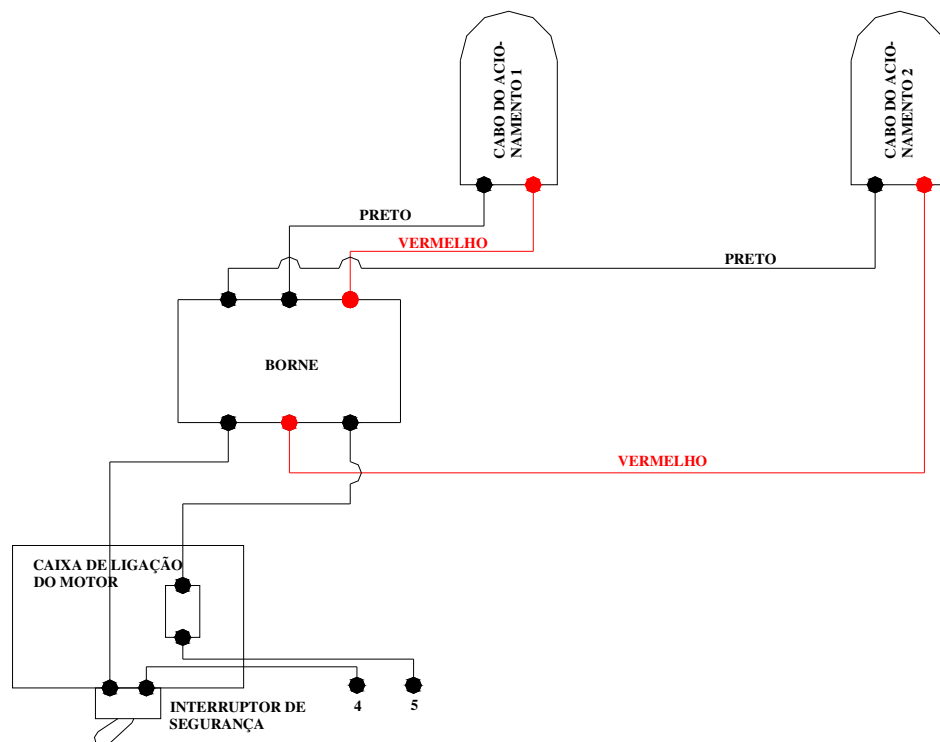 CABO DO ACIO-
NAMENTO 1
CABO DO ACIO-
NAMENTO 2
PRETO
VERMELHO
PRETO
BORNE
VERMELHO
CAIXA DE LIGAÇÃO
DO MOTOR
INTERRUPTOR DE
SEGURANÇA
4
5